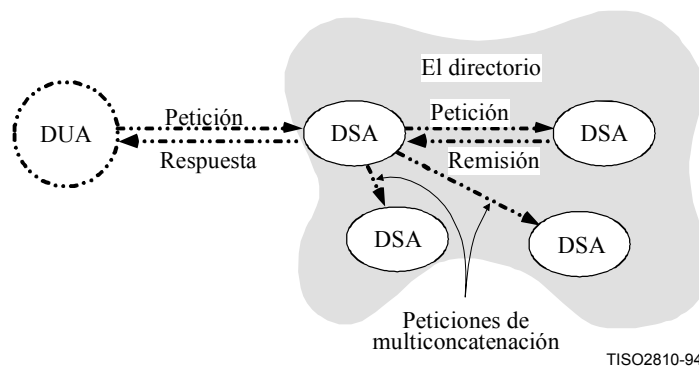 El directorio
Petición
Petición
DUA
DSA
DSA
Respuesta
Remisión
DSA
DSA
Peticiones de
multiconcatenación
TISO2810-94